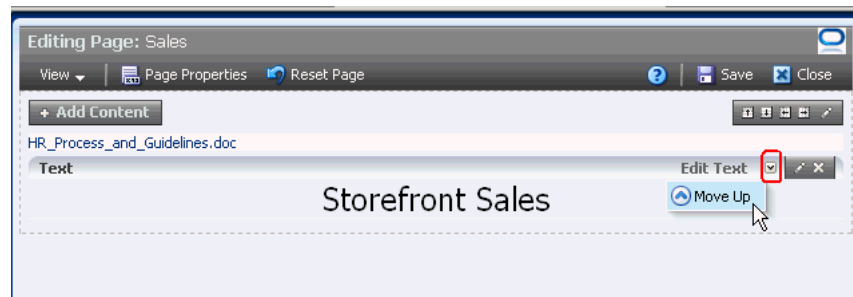 Editing Page: Sales
View Page Properties Reset Page ? Save Close
+ Add Content
HR_Process_and_Guidelines.doc
Text Edit Text
Move Up
Storefront Sales